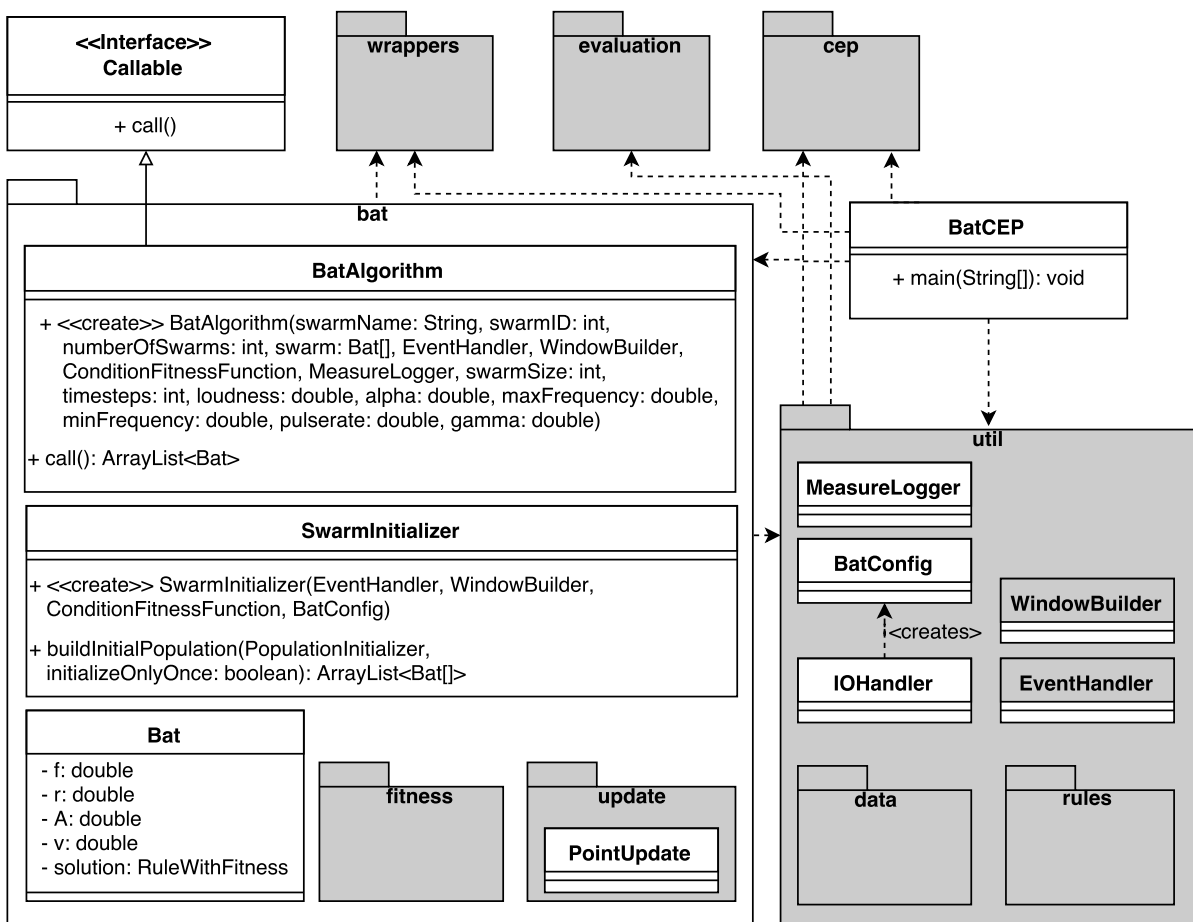 <<Interface>>
Callable
+ call()
wrappers
evaluation
cep
bat
BatCEP
+ main(String[]): void
BatAlgorithm
+ <<create>> BatAlgorithm(swarmName: String, swarmID: int,
numberOfSwarms: int, swarm: Bat[], EventHandler, WindowBuilder,
ConditionFitnessFunction, MeasureLogger, swarmSize: int,
timesteps: int, loudness: double, alpha: double, maxFrequency: double,
minFrequency: double, pulserate: double, gamma: double)
+ call(): ArrayList<Bat>
SwarmInitializer
+ <<create>> SwarmInitializer(EventHandler, WindowBuilder,
ConditionFitnessFunction, BatConfig)
+ buildInitialPopulation(PopulationInitializer,
initializeOnlyOnce: boolean): ArrayList<Bat[]>
Bat
- f: double
- r: double
- A: double
- v: double
- solution: RuleWithFitness
fitness
update
PointUpdate
util
MeasureLogger
BatConfig
WindowBuilder
<creates>
IOHandler
EventHandler
data
rules